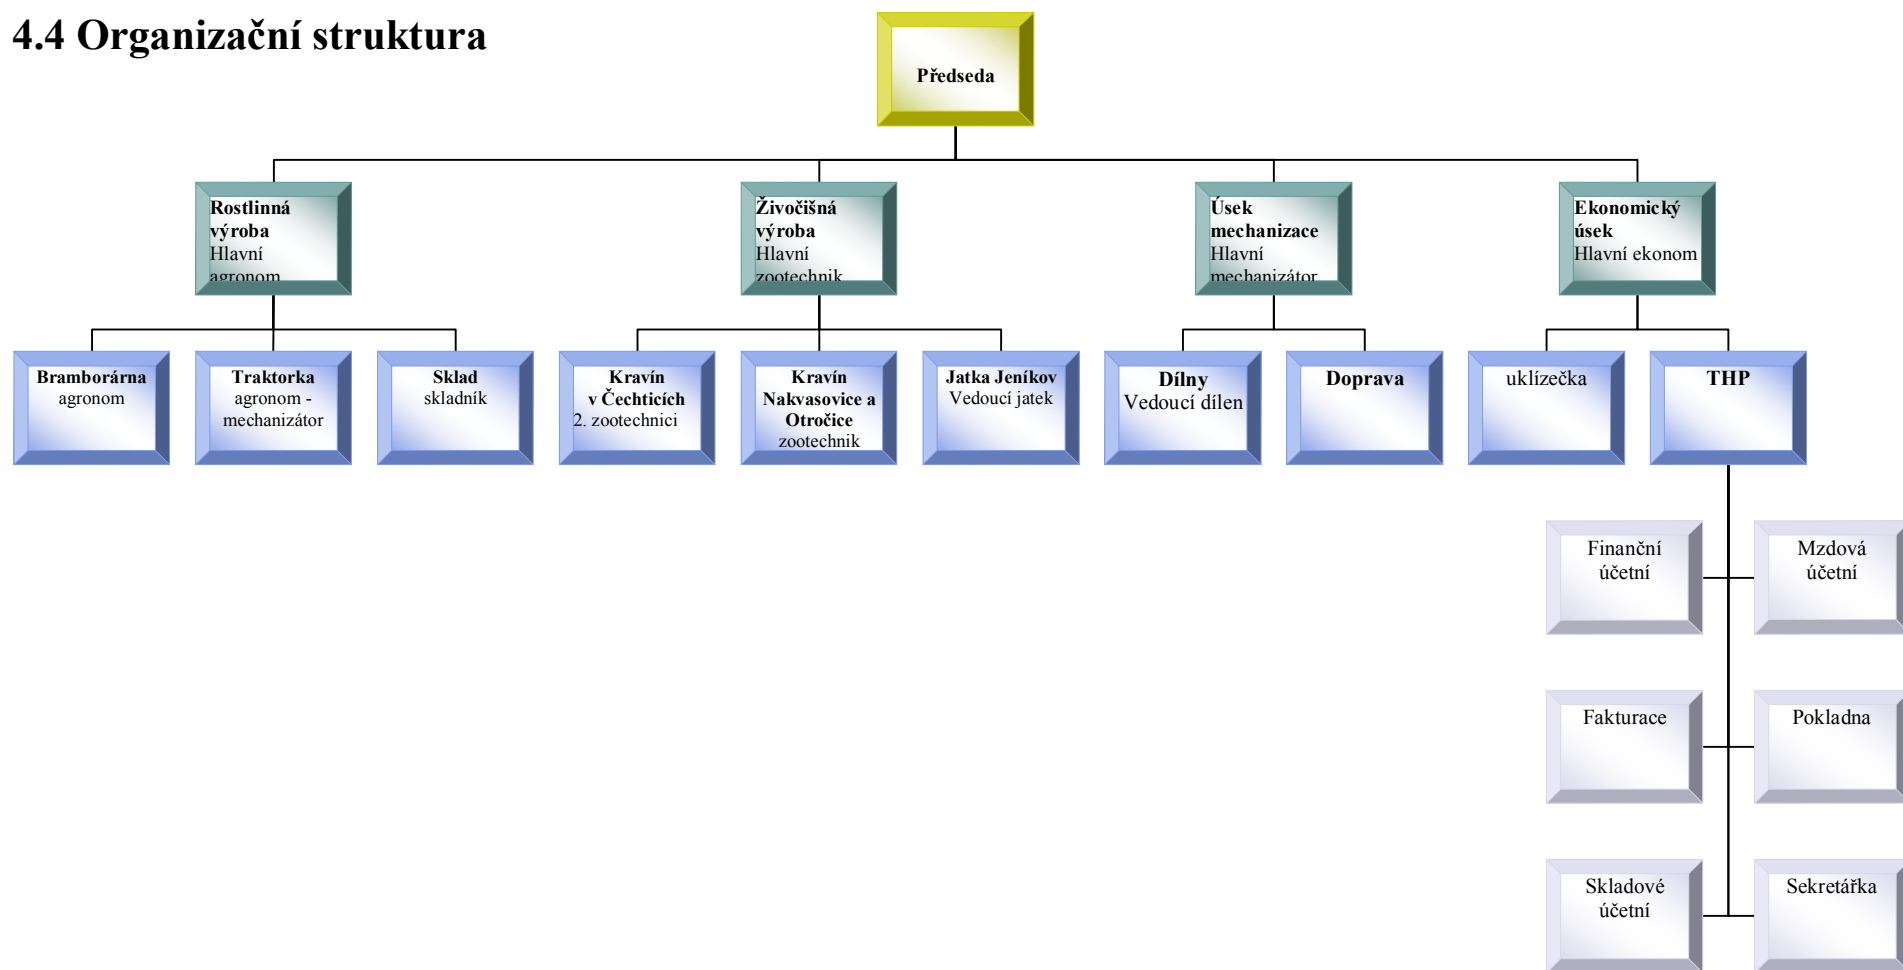 4.4 Organizační struktura
Předseda
Rostlinná
výroba
Hlavní
agronom
Živočišná
výroba
Hlavní
zootechnik
Úsek
mechanizace
Hlavní
mechanizátor
Ekonomický
úsek
Hlavní ekonom
Bramborárna
agronom
Traktorka
agronom -
mechanizátor
Sklad
skladník
Kravín
v Čechticích
2. zootechnici
Kravín
Nakvasovice a
Otročice
zootechnik
Jatka Jeníkov
Vedoucí jatek
Dílny
Vedoucí dílen
Doprava
uklízečka
THP
Finanční
účetní
Mzdová
účetní
Fakturace
Pokladna
Skladové
účetní
Sekretářka